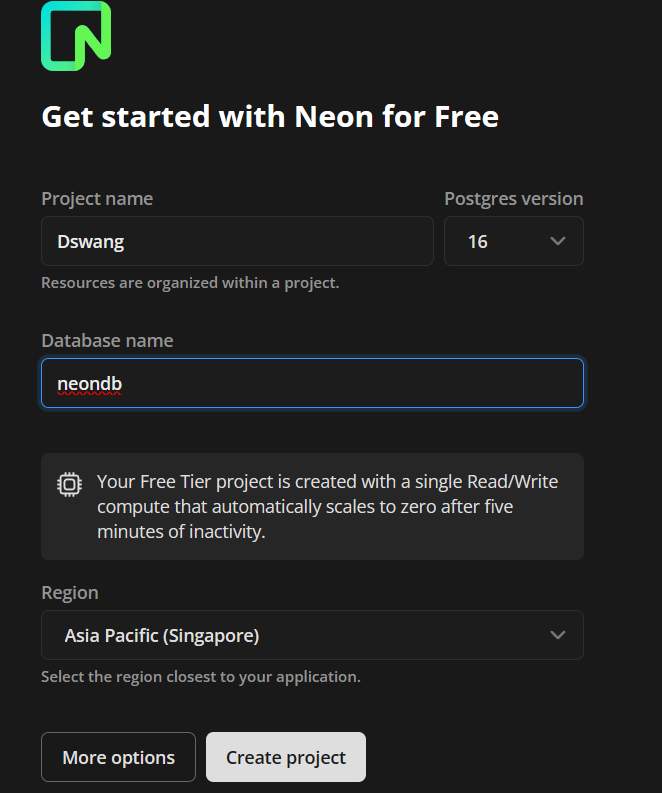 Get started with Neon for Free
Project name
Postgres version
Dswang
16
Resources are organized within a project.
Database name
neondb
Your Free Tier project is created with a single Read/Write
compute that automatically scales to zero after five
minutes of inactivity.
Region
Asia Pacific (Singapore)
Select the region closest to your application.
More options
Create project